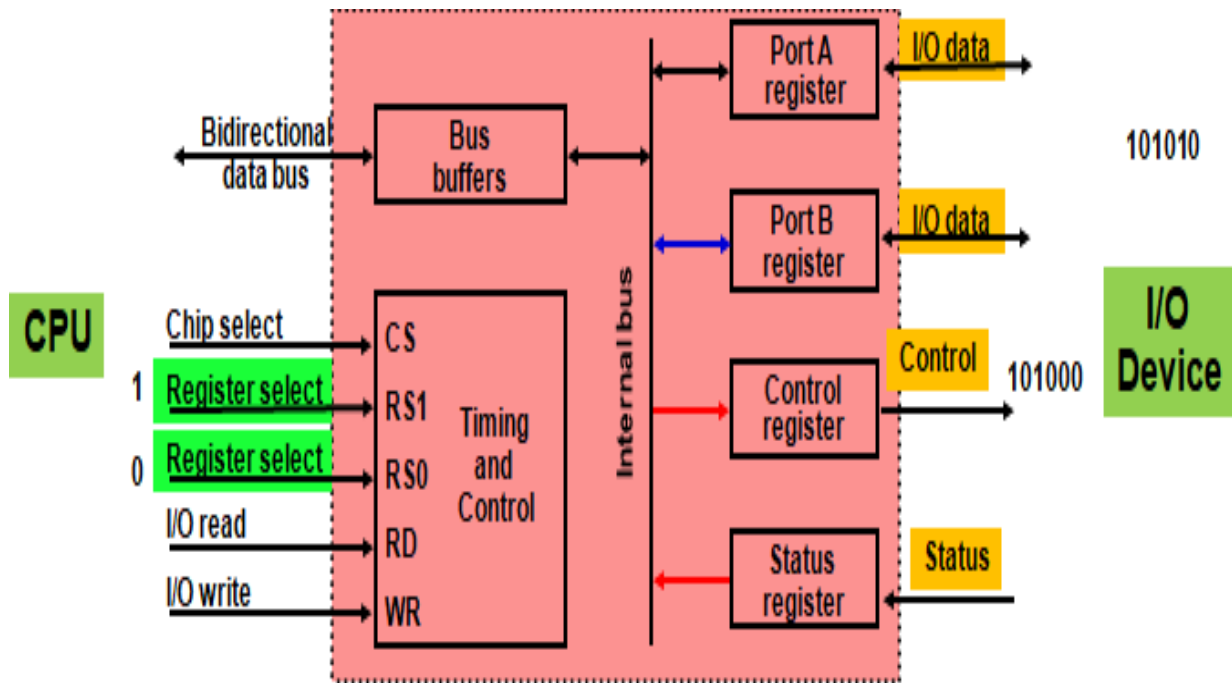 CPU
Bidirectional
data bus
Chip select
1
Register select
0
Register select
I/O read
I/O write
Bus
buffers
CS
RS1
RS0
RD
WR
Timing
and
Control
Internal bus
Port A
register
Port B
register
Control
register
Status
register
I/O data
I/O data
Control
Status
101010
101000
I/O
Device